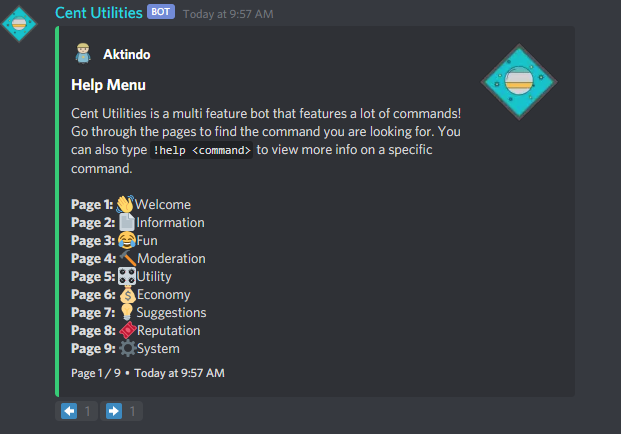 Cent Utilities BOT Today at 9:57 AM
Aktindo
Help Menu
Cent Utilities is a multi feature bot that features a lot of commands!
Go through the pages to find the command you are looking for. You
can also type !help <command> to view more info on a specific
command.
Page 1: 👋Welcome
Page 2: 📄Information
Page 3: 😂Fun
Page 4: 🔨Moderation
Page 5: 🎛️Utility
Page 6: 💰Economy
Page 7: 💡Suggestions
Page 8: 🎟️Reputation
Page 9: ⚙️System
Page 1 / 9 • Today at 9:57 AM
⬅️ 1 ➡️ 1